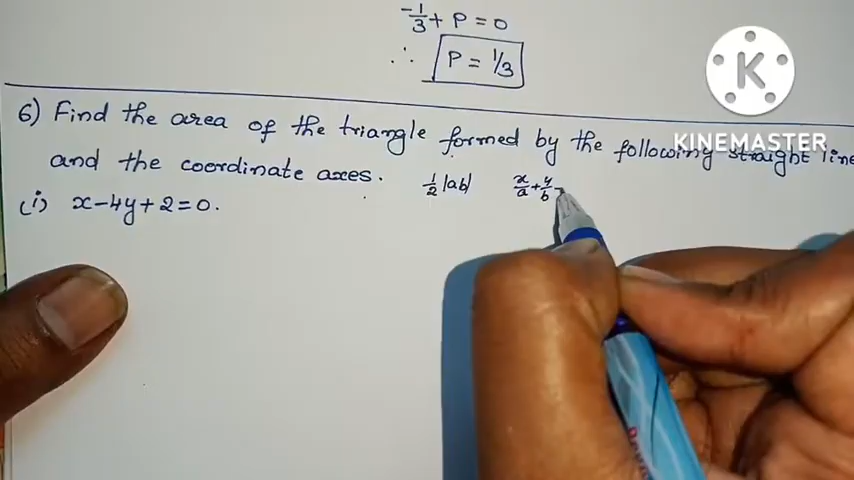 -1/3 + P = 0
∴ P = 1/3
6) Find the area of the triangle formed by the following straight line
and the coordinate axes. 1/2 |ab| x/a + y/b -
(i) x - 4y + 2 = 0.
K
KINEMASTER